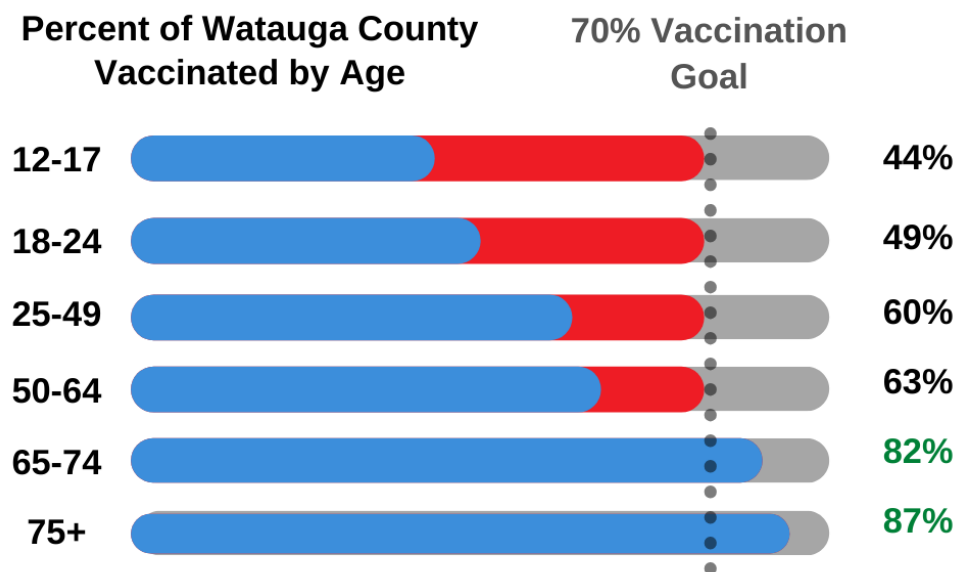 Percent of Watauga County
Vaccinated by Age
70% Vaccination
Goal
12-17 44%
18-24 49%
25-49 60%
50-64 63%
65-74 82%
75+ 87%